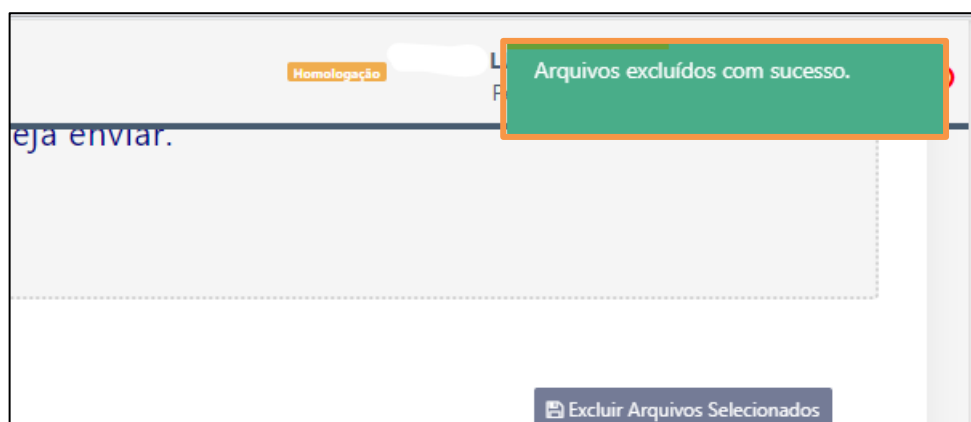 Homologação
Arquivos excluídos com sucesso.
eja enviar.
Excluir Arquivos Selecionados